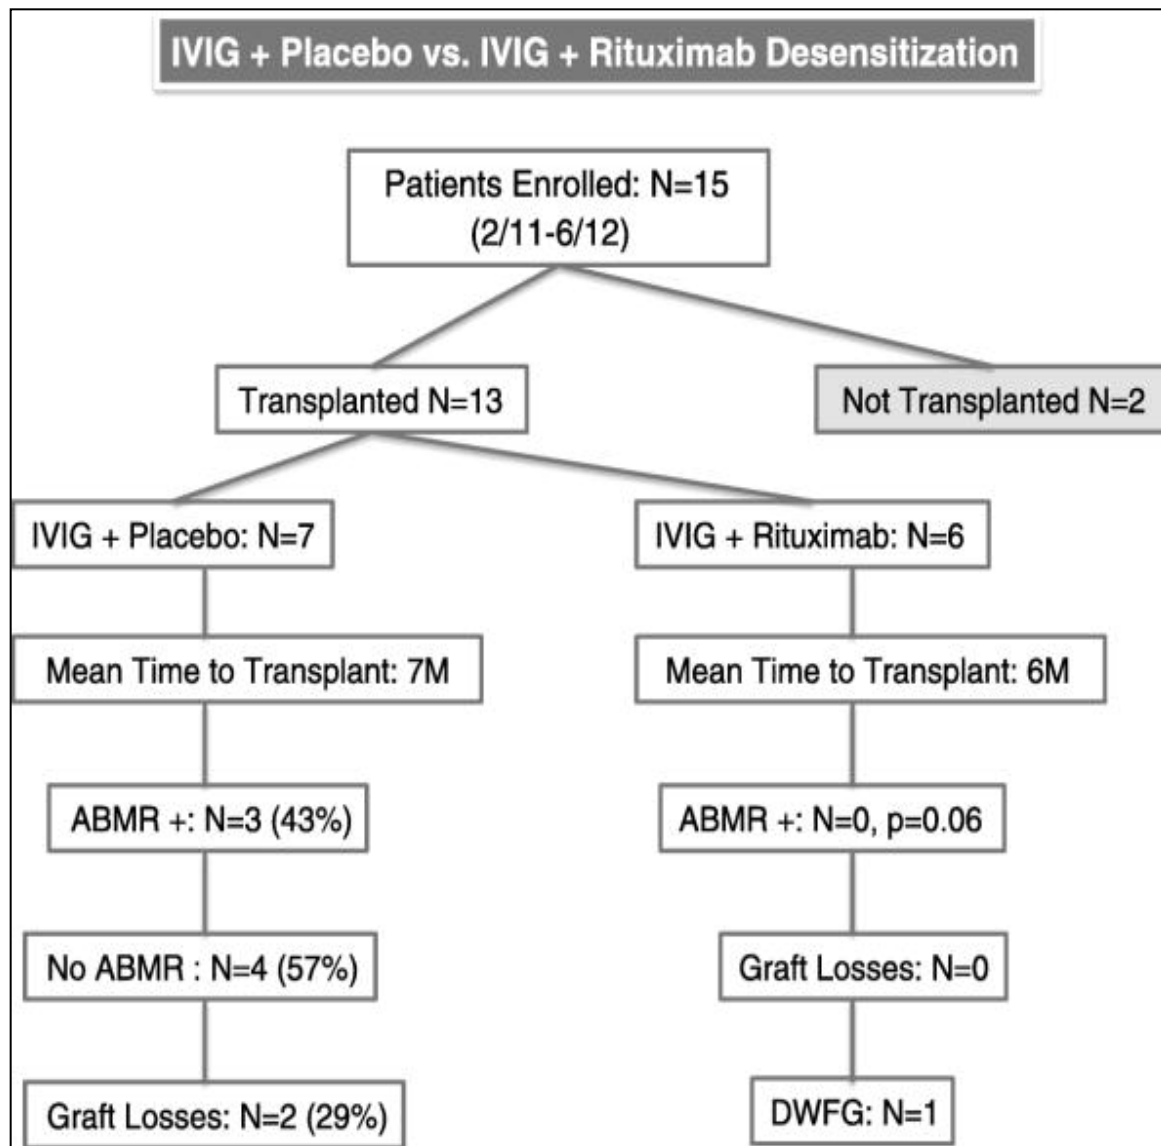 IVIG + Placebo vs. IVIG + Rituximab Desensitization
Patients Enrolled: N=15
(2/11-6/12)
Transplanted N=13
Not Transplanted N=2
IVIG + Placebo: N=7
IVIG + Rituximab: N=6
Mean Time to Transplant: 7M
Mean Time to Transplant: 6M
ABMR +: N=3 (43%)
ABMR +: N=0, p=0.06
No ABMR : N=4 (57%)
Graft Losses: N=0
Graft Losses: N=2 (29%)
DWFG: N=1